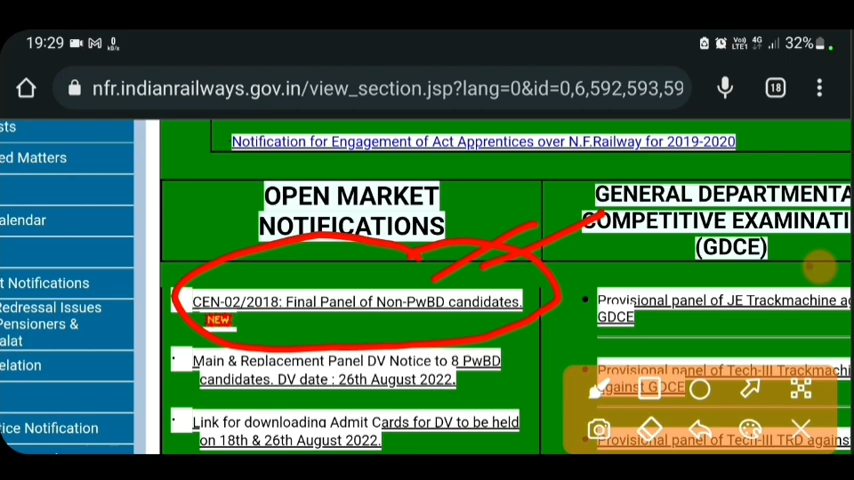 19:29
0
KB/s
Vo))
LTE1
4G
32%
nfr.indianrailways.gov.in/view_section.jsp?lang=0&id=0,6,592,593,59
18
sts
ed Matters
alendar
t Notifications
Redressal Issues
Pensioners &
alat
elation
ice Notification
Notification for Engagement of Act Apprentices over N.F.Railway for 2019-2020
OPEN MARKET
NOTIFICATIONS
CEN-02/2018: Final Panel of Non-PwBD candidates.
NEW
Main & Replacement Panel DV Notice to 8 PwBD
candidates. DV date : 26th August 2022.
Link for downloading Admit Cards for DV to be held
on 18th & 26th August 2022.
GENERAL DEPARTMENTA
COMPETITIVE EXAMINATI
(GDCE)
Provisional panel of JE Trackmachine ag
GDCE
Provisional panel of Tech-III Trackmachi
against GDCE
Provisional panel of Tech-III TRD agains